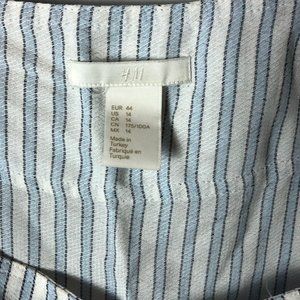 H&M
EUR 44
US 14
CA 14
CN 175/100A
MX 14
Made in
Turkey
Fabriqué en
Turquie